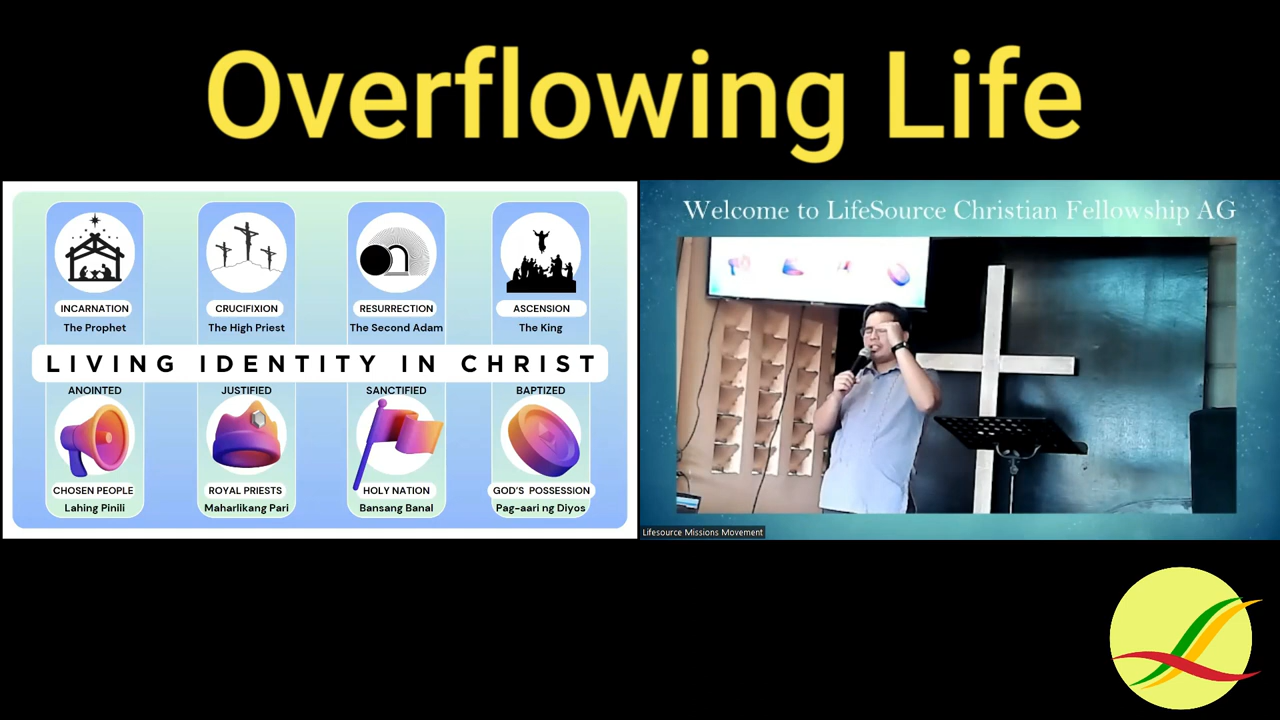 Overflowing Life
INCARNATION
The Prophet
CRUCIFIXION
The High Priest
RESURRECTION
The Second Adam
ASCENSION
The King
LIVING IDENTITY IN CHRIST
ANOINTED
CHOSEN PEOPLE
Lahing Pinili
JUSTIFIED
ROYAL PRIESTS
Maharlikang Pari
SANCTIFIED
HOLY NATION
Bansang Banal
BAPTIZED
GOD'S POSSESSION
Pag-aari ng Diyos
Welcome to LifeSource Christian Fellowship AG
Lifesource Missions Movement